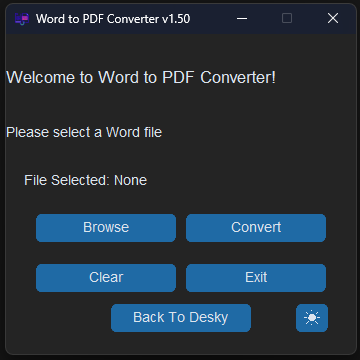 Word to PDF Converter v1.50
Welcome to Word to PDF Converter!
Please select a Word file
File Selected: None
Browse
Convert
Clear
Exit
Back To Desky